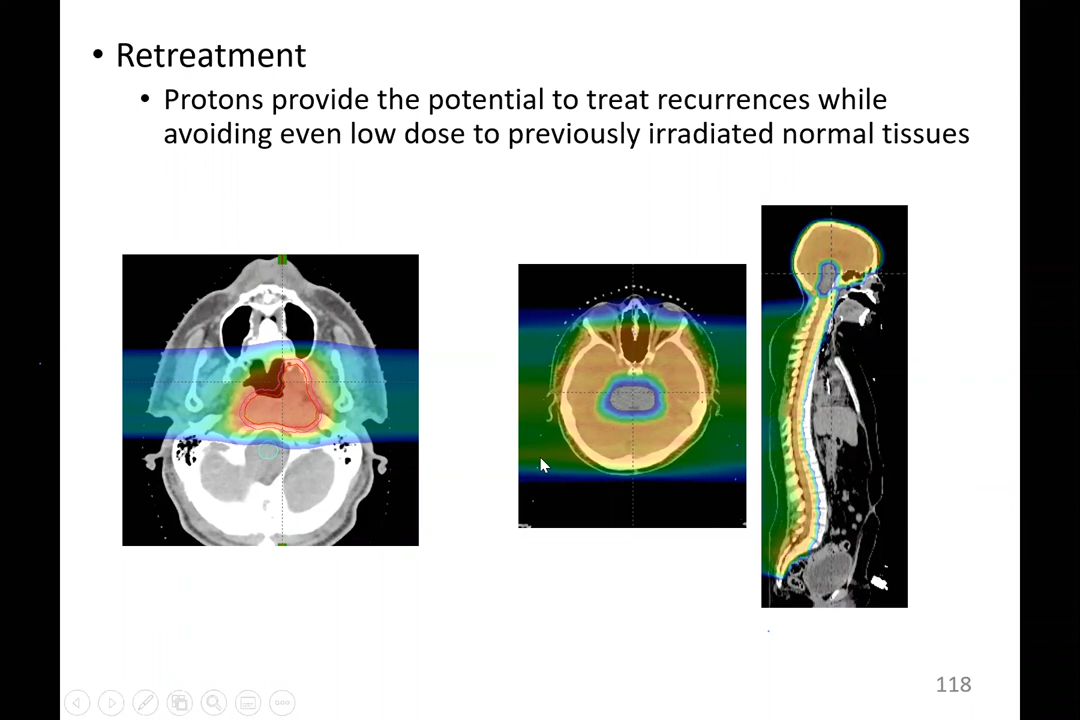 • Retreatment
• Protons provide the potential to treat recurrences while
avoiding even low dose to previously irradiated normal tissues
118